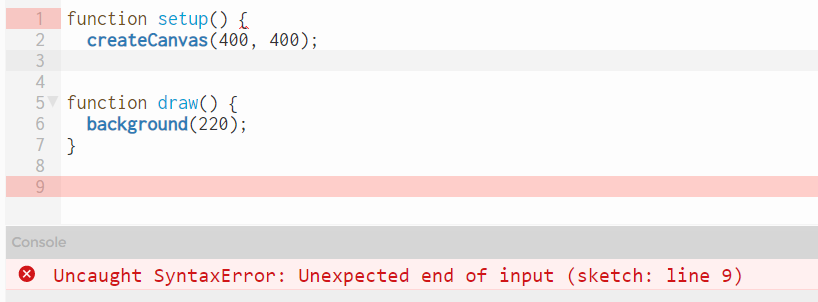 1 function setup() {
2 createCanvas(400, 400);
3
4
5 function draw() {
6 background(220);
7 }
8
9
Console
Uncaught SyntaxError: Unexpected end of input (sketch: line 9)